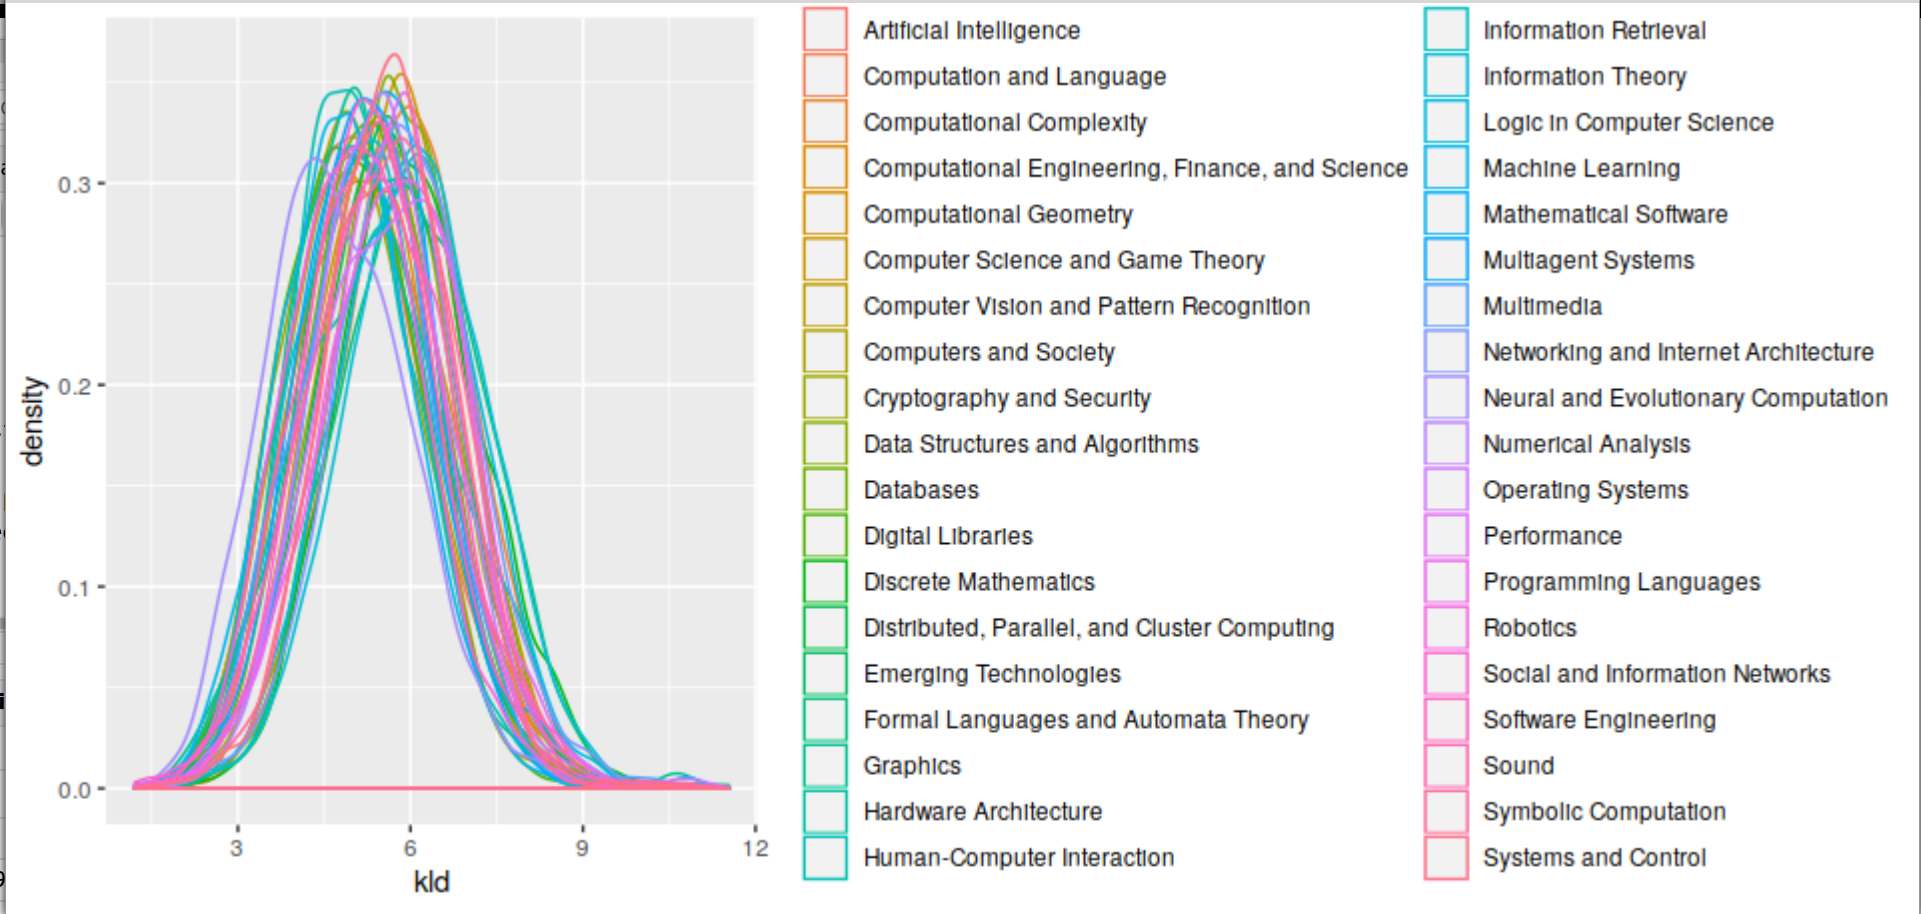 0.3
0.2
0.1
0.0
density
3
6
9
12
kld
Artificial Intelligence
Computation and Language
Computational Complexity
Computational Engineering, Finance, and Science
Computational Geometry
Computer Science and Game Theory
Computer Vision and Pattern Recognition
Computers and Society
Cryptography and Security
Data Structures and Algorithms
Databases
Digital Libraries
Discrete Mathematics
Distributed, Parallel, and Cluster Computing
Emerging Technologies
Formal Languages and Automata Theory
Graphics
Hardware Architecture
Human-Computer Interaction
Information Retrieval
Information Theory
Logic in Computer Science
Machine Learning
Mathematical Software
Multiagent Systems
Multimedia
Networking and Internet Architecture
Neural and Evolutionary Computation
Numerical Analysis
Operating Systems
Performance
Programming Languages
Robotics
Social and Information Networks
Software Engineering
Sound
Symbolic Computation
Systems and Control